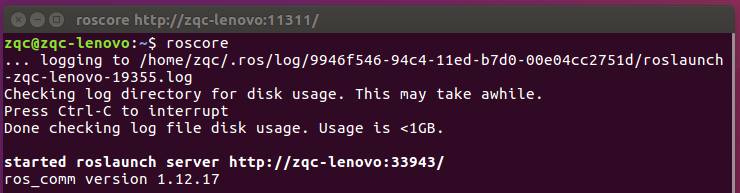 roscore http://zqc-lenovo:11311/
zqc@zqc-lenovo:~$ roscore
... logging to /home/zqc/.ros/log/9946f546-94c4-11ed-b7d0-00e04cc2751d/roslaunch
-zqc-lenovo-19355.log
Checking log directory for disk usage. This may take awhile.
Press Ctrl-C to interrupt
Done checking log file disk usage. Usage is <1GB.
started roslaunch server http://zqc-lenovo:33943/
ros_comm version 1.12.17